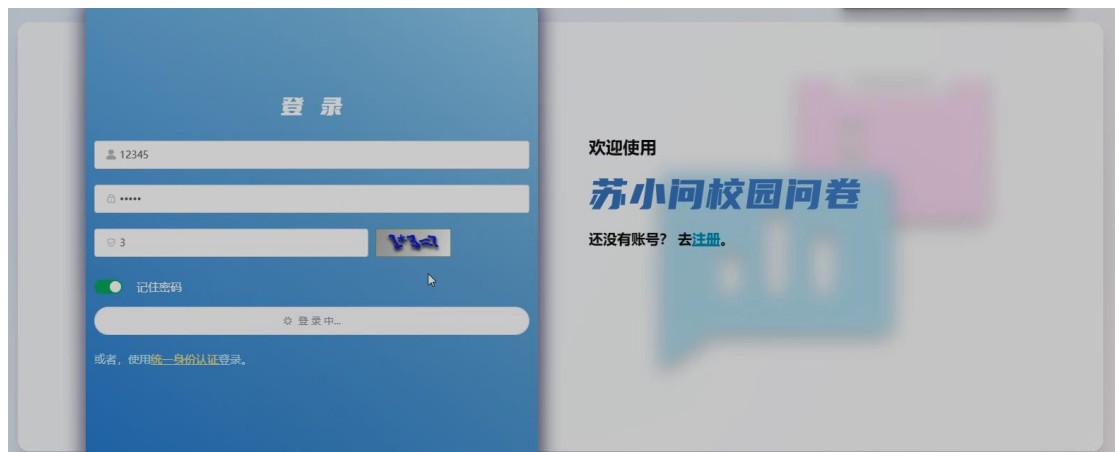 登 录
12345
•••••
3
1*3=?
记住密码
登 录 中...
或者，使用统一身份认证登录。
欢迎使用
苏小问校园问卷
还没有账号？ 去注册。